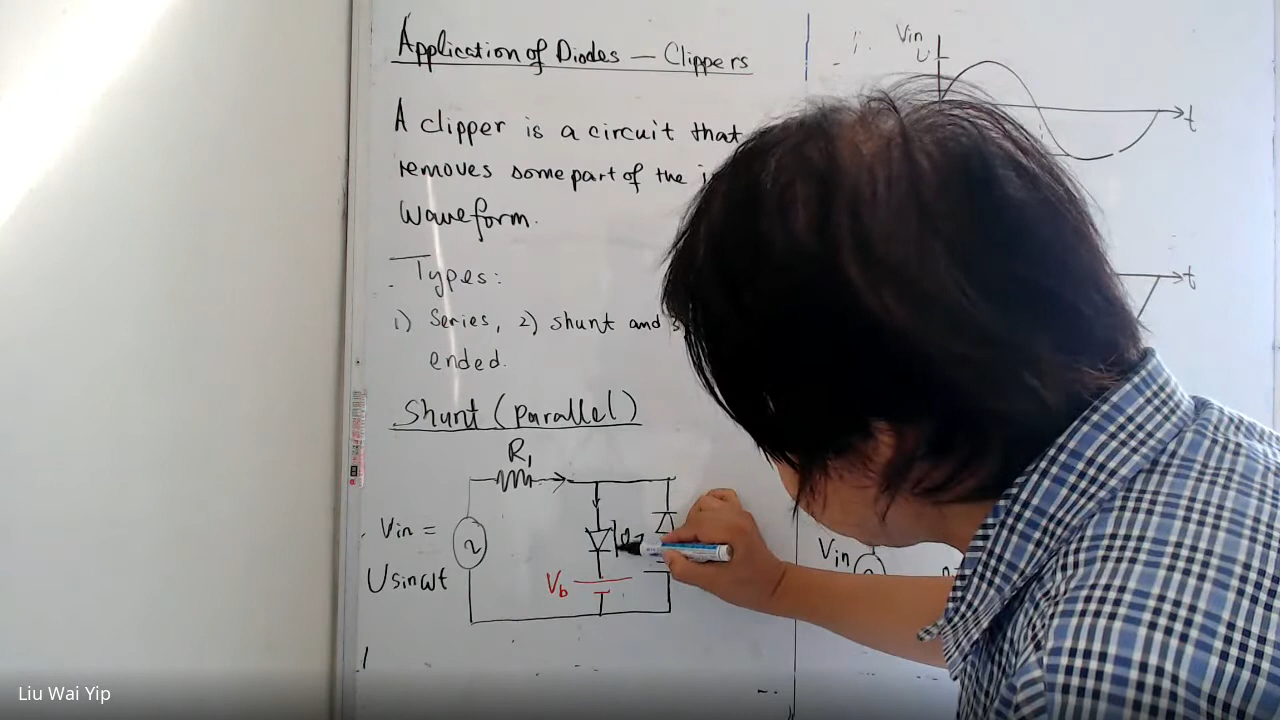 Application of Diodes — Clippers
A clipper is a circuit that
removes some part of the
waveform.
Types:
1) Series, 2) shunt and
ended.
Shunt (parallel)
R1
Vin =
Usinωt
Vb
Vin
U
t
t
Vin
Liu Wai Yip